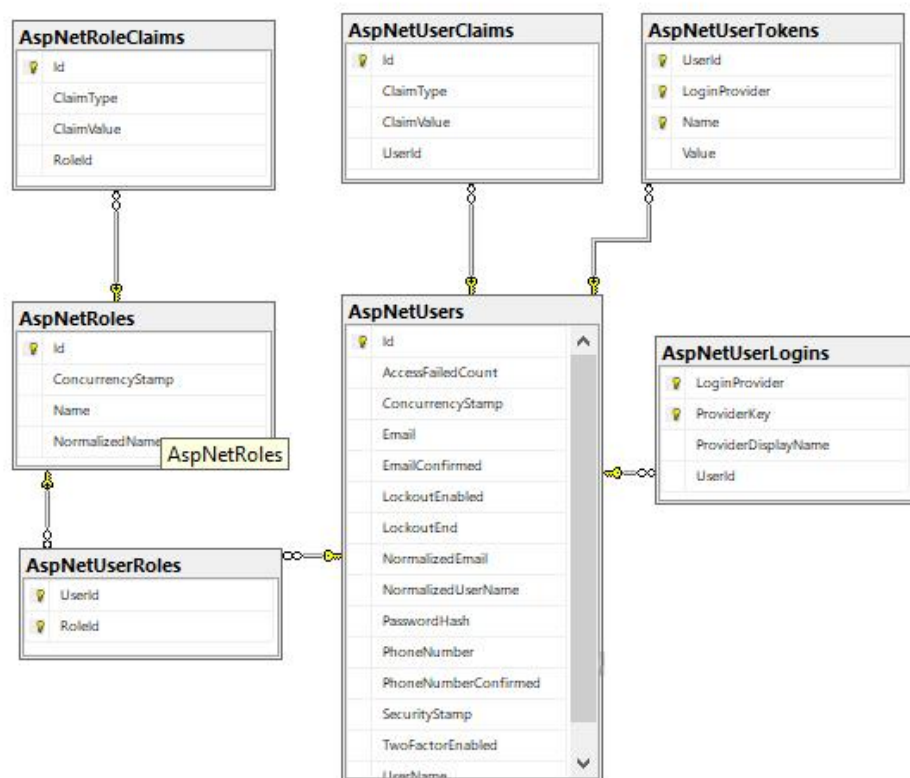 AspNetRoleClaims
Id
ClaimType
ClaimValue
RoleId
AspNetUserClaims
Id
ClaimType
ClaimValue
UserId
AspNetUserTokens
UserId
LoginProvider
Name
Value
AspNetRoles
Id
ConcurrencyStamp
Name
NormalizedName
AspNetRoles
AspNetUsers
Id
AccessFailedCount
ConcurrencyStamp
Email
EmailConfirmed
LockoutEnabled
LockoutEnd
NormalizedEmail
NormalizedUserName
PasswordHash
PhoneNumber
PhoneNumberConfirmed
SecurityStamp
TwoFactorEnabled
UserName
AspNetUserLogins
LoginProvider
ProviderKey
ProviderDisplayName
UserId
AspNetUserRoles
UserId
RoleId